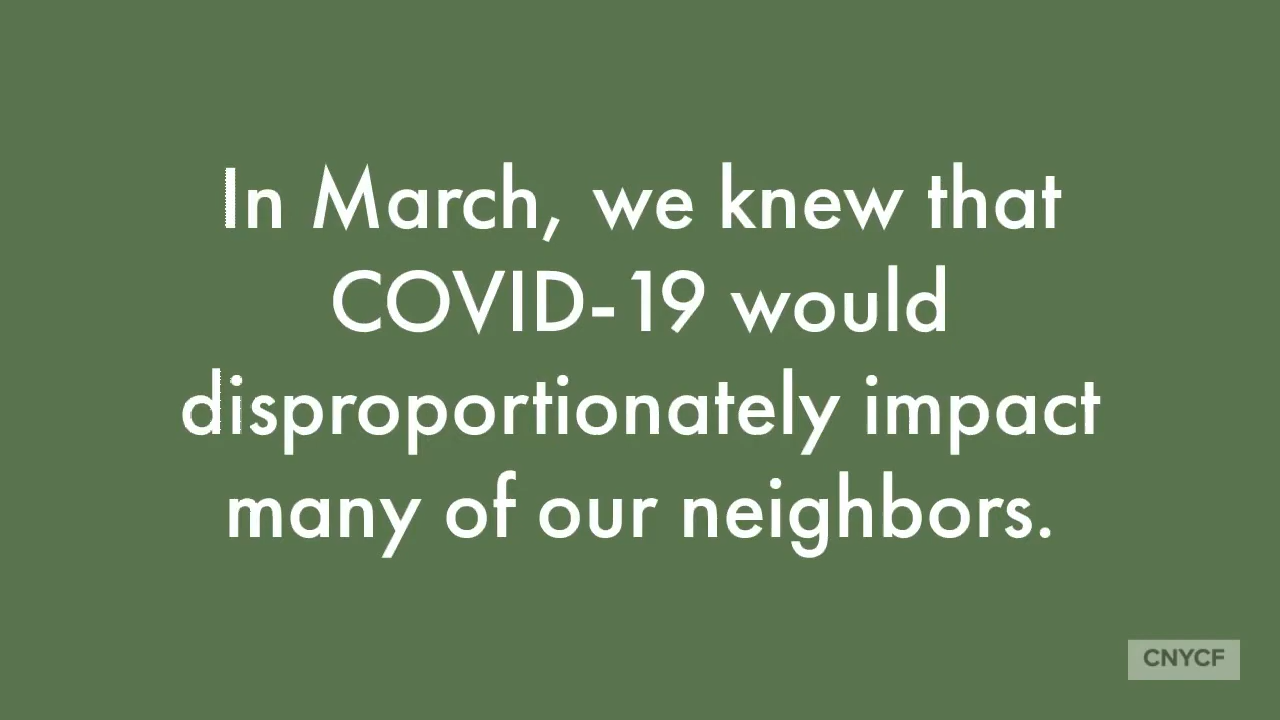 In March, we knew that
COVID-19 would
disproportionately impact
many of our neighbors.
CNYCF